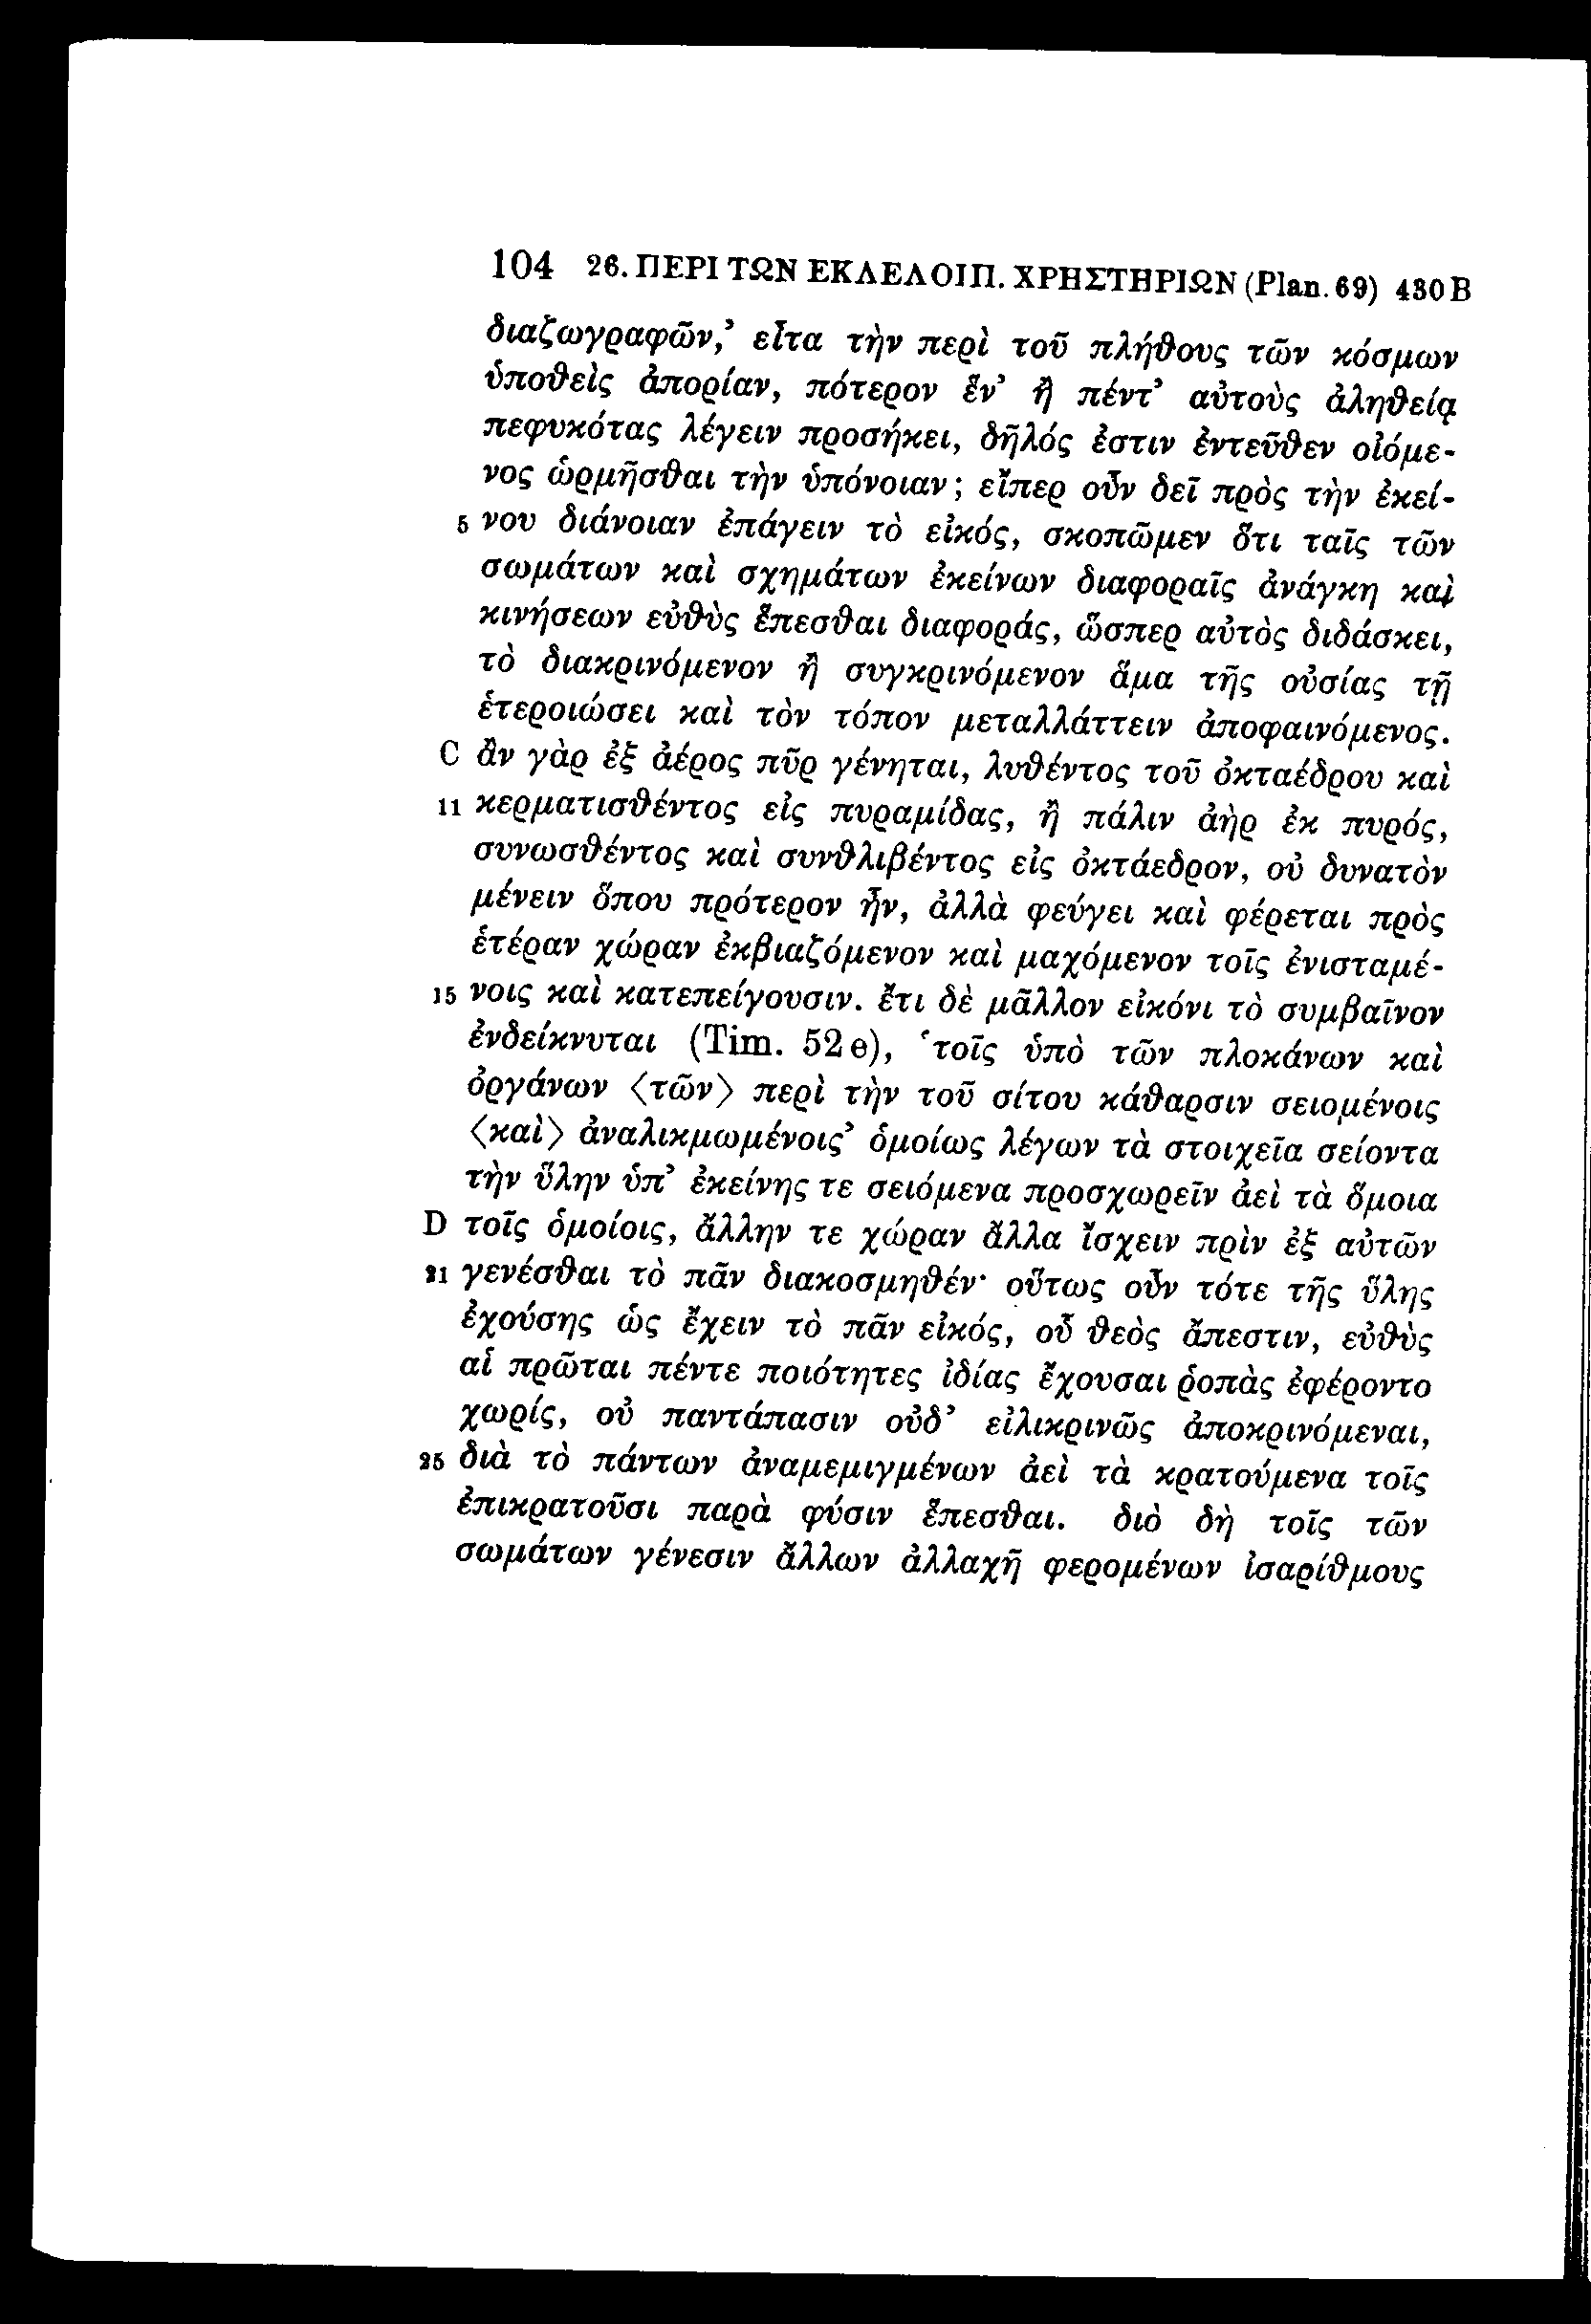 104 26. ΠΕΡΙ ΤΩΝ ΕΚΛΕΛΟΙΠ. ΧΡΗΣΤΗΡΙΩΝ (Plan. 69) 430 B
διαζωγραφῶν,’ εἶτα τὴν περὶ τοῦ πλήθους τῶν κόσμων
ὑποθεὶς ἀπορίαν, πότερον ἕν’ ἢ πέντ’ αὐτοὺς ἀληθείᾳ
πεφυκότας λέγειν προσήκει, δῆλός ἐστιν ἐντεῦθεν οἰόμε-
νος ὡρμῆσθαι τὴν ὑπόνοιαν; εἴπερ οὖν δεῖ πρὸς τὴν ἐκεί-
5 νου διάνοιαν ἐπάγειν τὸ εἰκός, σκοπῶμεν ὅτι ταῖς τῶν
σωμάτων καὶ σχημάτων ἐκείνων διαφοραῖς ἀνάγκη καὶ
κινήσεων εὐθὺς ἕπεσθαι διαφοράς, ὥσπερ αὐτὸς διδάσκει,
τὸ διακρινόμενον ἢ συγκρινόμενον ἅμα τῆς οὐσίας τῇ
ἑτεροιώσει καὶ τὸν τόπον μεταλλάττειν ἀποφαινόμενος.
C ἂν γὰρ ἐξ ἀέρος πῦρ γένηται, λυθέντος τοῦ ὀκταέδρου καὶ
11 κερματισθέντος εἰς πυραμίδας, ἢ πάλιν ἀὴρ ἐκ πυρός,
συνωσθέντος καὶ συνθλιβέντος εἰς ὀκτάεδρον, οὐ δυνατὸν
μένειν ὅπου πρότερον ἦν, ἀλλὰ φεύγει καὶ φέρεται πρὸς
ἑτέραν χώραν ἐκβιαζόμενον καὶ μαχόμενον τοῖς ἐνισταμέ-
15 νοις καὶ κατεπείγουσιν. ἔτι δὲ μᾶλλον εἰκόνι τὸ συμβαῖνον
ἐνδείκνυται (Tim. 52 e), ‘τοῖς ὑπὸ τῶν πλοκάνων καὶ
ὀργάνων ⟨τῶν⟩ περὶ τὴν τοῦ σίτου κάθαρσιν σειομένοις
⟨καὶ⟩ ἀναλικμωμένοις’ ὁμοίως λέγων τὰ στοιχεῖα σείοντα
τὴν ὕλην ὑπ’ ἐκείνης τε σειόμενα προσχωρεῖν ἀεὶ τὰ ὅμοια
D τοῖς ὁμοίοις, ἄλλην τε χώραν ἄλλα ἴσχειν πρὶν ἐξ αὐτῶν
21 γενέσθαι τὸ πᾶν διακοσμηθέν· οὕτως οὖν τότε τῆς ὕλης
ἐχούσης ὡς ἔχειν τὸ πᾶν εἰκός, οὗ θεὸς ἄπεστιν, εὐθὺς
αἱ πρῶται πέντε ποιότητες ἰδίας ἔχουσαι ῥοπὰς ἐφέροντο
χωρίς, οὐ παντάπασιν οὐδ’ εἰλικρινῶς ἀποκρινόμεναι,
25 διὰ τὸ πάντων ἀναμεμιγμένων ἀεὶ τὰ κρατούμενα τοῖς
ἐπικρατοῦσι παρὰ φύσιν ἕπεσθαι. διὸ δὴ τοῖς τῶν
σωμάτων γένεσιν ἄλλων ἀλλαχῇ φερομένων ἰσαρίθμους